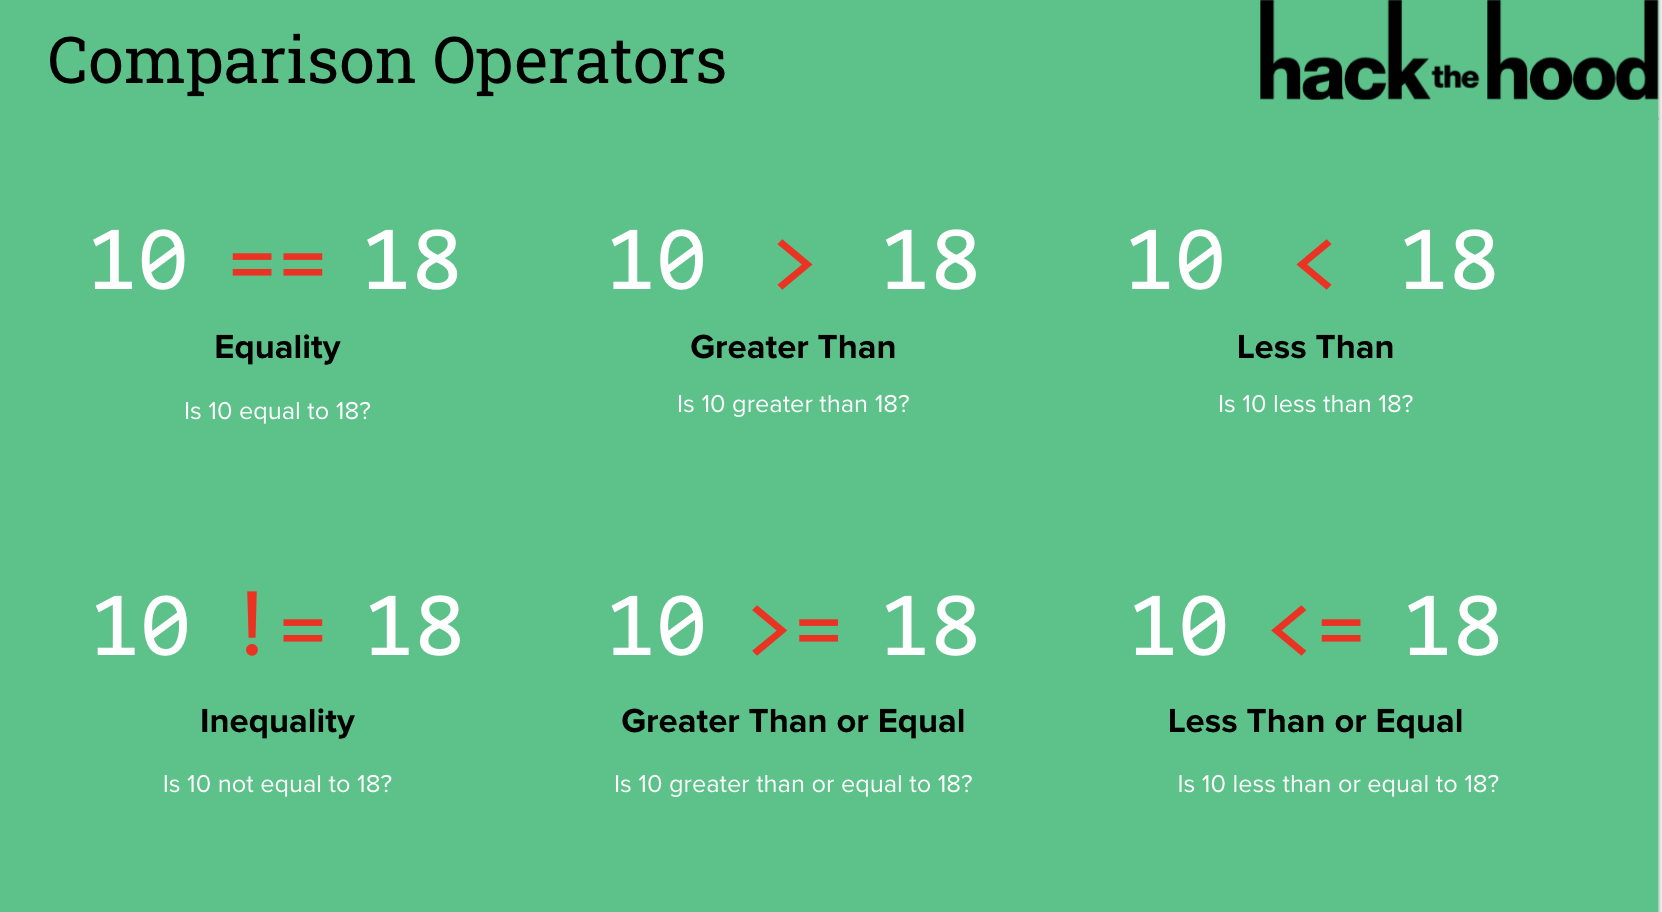 Comparison Operators
hack the hood
10 == 18
10 > 18
10 < 18
Equality
Greater Than
Less Than
Is 10 equal to 18?
Is 10 greater than 18?
Is 10 less than 18?
10 != 18
10 >= 18
10 <= 18
Inequality
Greater Than or Equal
Less Than or Equal
Is 10 not equal to 18?
Is 10 greater than or equal to 18?
Is 10 less than or equal to 18?